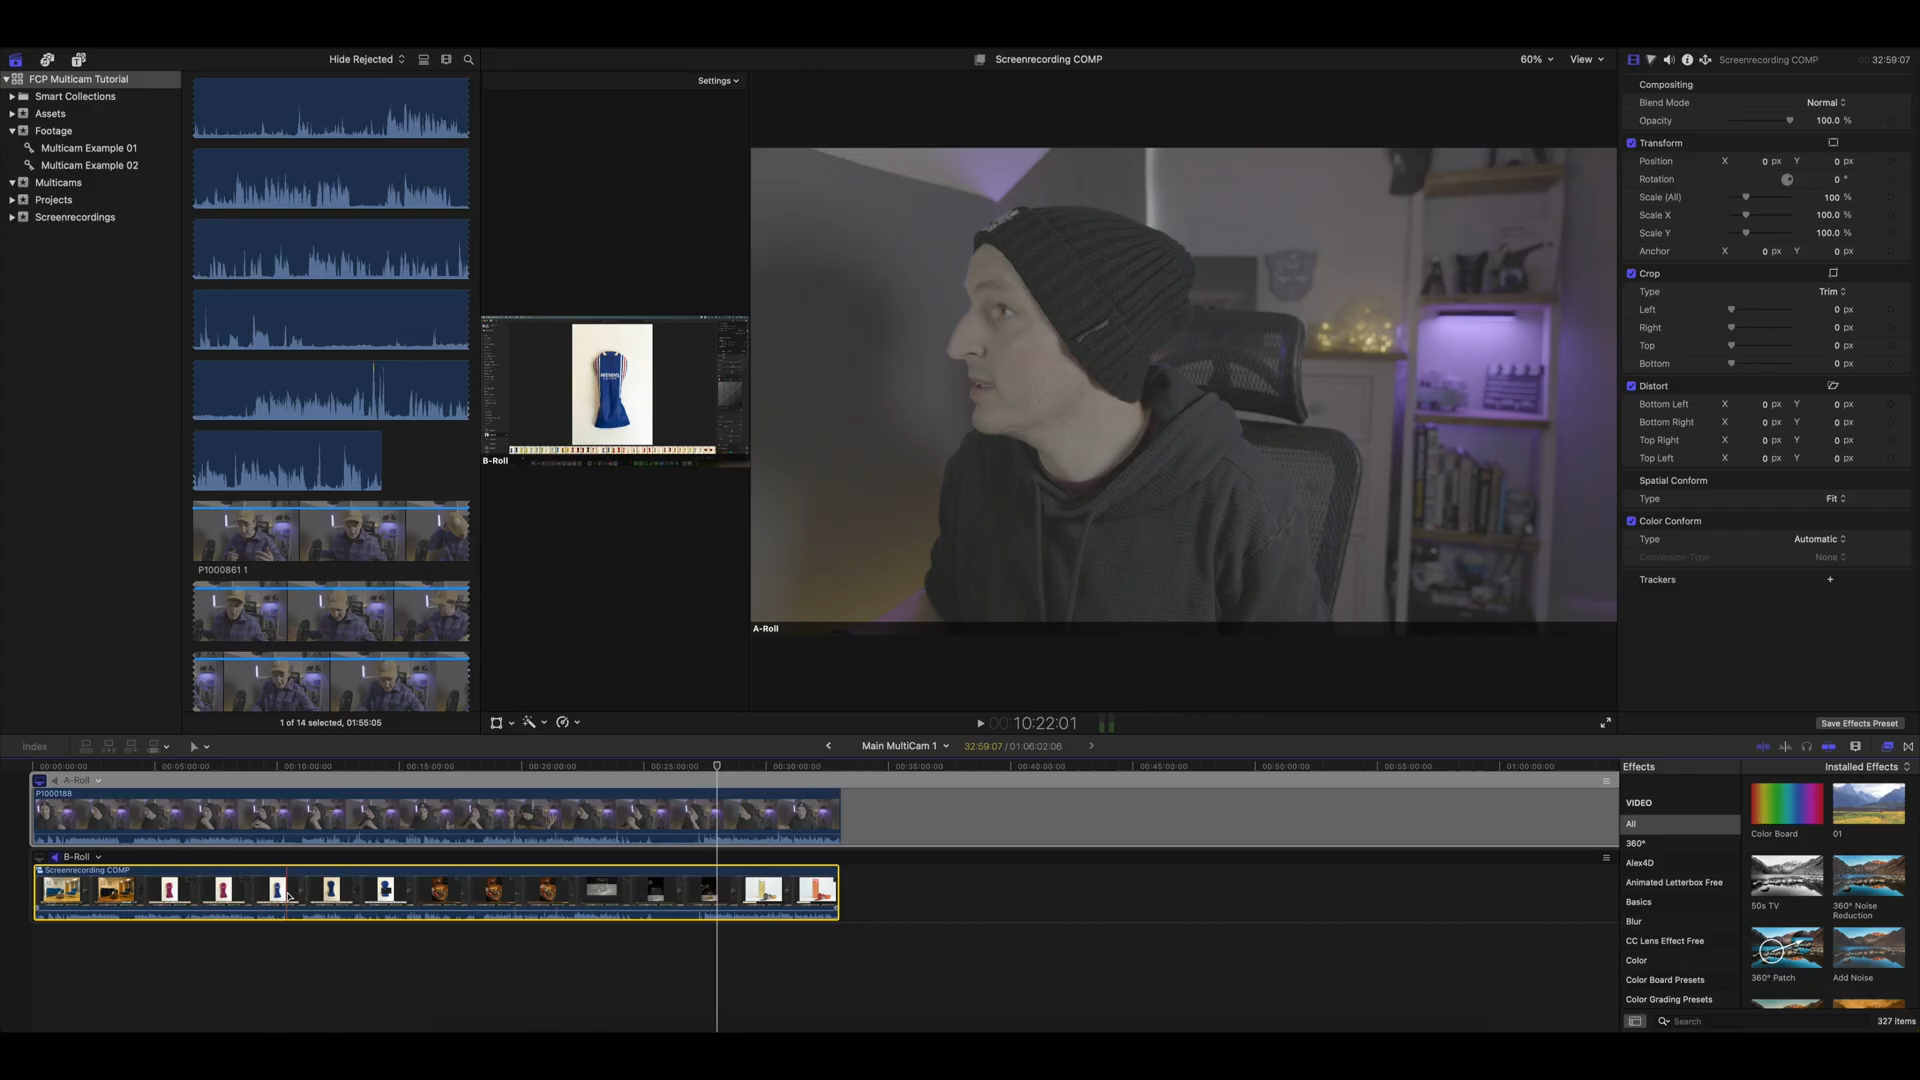 Hide Rejected
Screenrecording COMP
60%
View
Screenrecording COMP
00 32:59:07
FCP Multicam Tutorial
Smart Collections
Assets
Footage
Multicam Example 01
Multicam Example 02
Multicams
Projects
Screenrecordings
Settings
B-Roll
A-Roll
P1000861 1
1 of 14 selected, 01:55:05
00:10:22:01
Compositing
Blend Mode Normal
Opacity 100.0 %
Transform
Position X 0 px Y 0 px
Rotation 0 °
Scale (All) 100 %
Scale X 100.0 %
Scale Y 100.0 %
Anchor X 0 px Y 0 px
Crop
Type Trim
Left 0 px
Right 0 px
Top 0 px
Bottom 0 px
Distort
Bottom Left X 0 px Y 0 px
Bottom Right X 0 px Y 0 px
Top Right X 0 px Y 0 px
Top Left X 0 px Y 0 px
Spatial Conform
Type Fit
Color Conform
Type Automatic
Conversion Type None
Trackers +
Save Effects Preset
Index
Main MultiCam 1
32:59:07 / 01:06:02:06
00:00:00:00 00:05:00:00 00:10:00:00 00:15:00:00 00:20:00:00 00:25:00:00 00:30:00:00 00:35:00:00 00:40:00:00 00:45:00:00 00:50:00:00 00:55:00:00 01:00:00:00
A-Roll
P1000188
B-Roll
Screenrecording COMP
Effects
Installed Effects
VIDEO
All
360°
Alex4D
Animated Letterbox Free
Basics
Blur
CC Lens Effect Free
Color
Color Board Presets
Color Grading Presets
Color Board
01
50s TV
360° Noise Reduction
360° Patch
Add Noise
Search
327 items